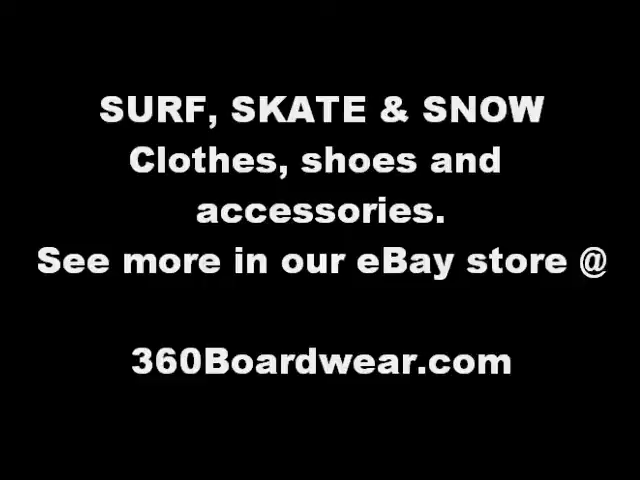 SURF, SKATE & SNOW
Clothes, shoes and
accessories.
See more in our eBay store @
360Boardwear.com